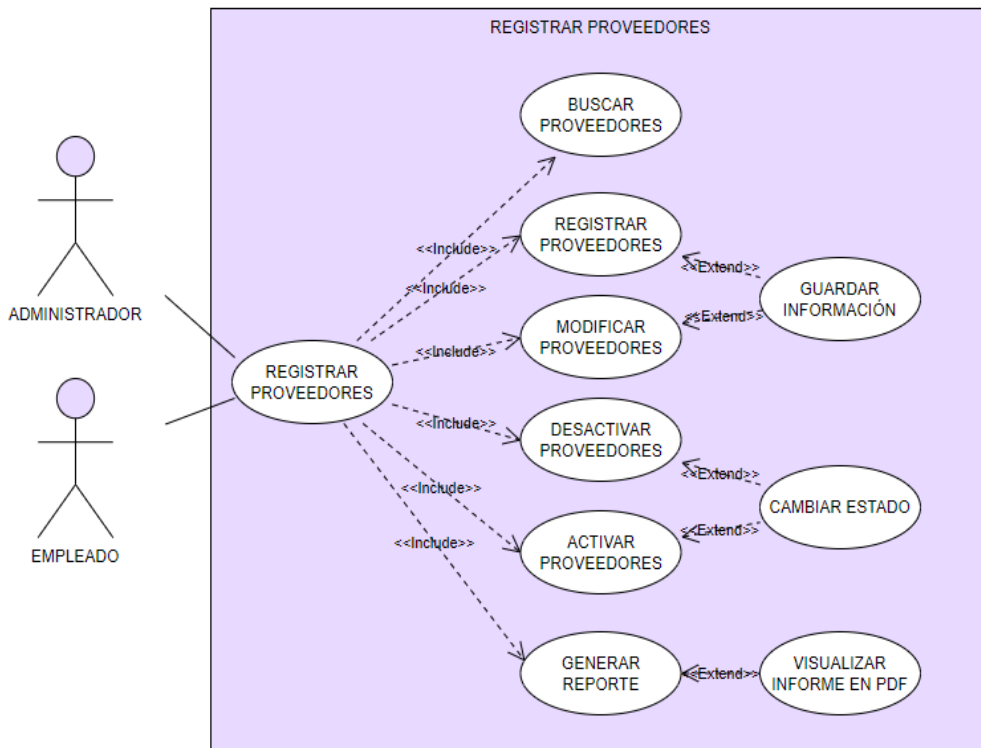 REGISTRAR PROVEEDORES
BUSCAR
PROVEEDORES
REGISTRAR
PROVEEDORES
<<Include>>
<<Extend>>
<<Include>>
GUARDAR
INFORMACIÓN
ADMINISTRADOR
MODIFICAR
PROVEEDORES
<<Extend>>
<<Include>>
REGISTRAR
PROVEEDORES
<<Include>>
DESACTIVAR
PROVEEDORES
<<Extend>>
<<Include>>
CAMBIAR ESTADO
<<Extend>>
<<Include>>
ACTIVAR
PROVEEDORES
EMPLEADO
GENERAR
REPORTE
<<Extend>>
VISUALIZAR
INFORME EN PDF